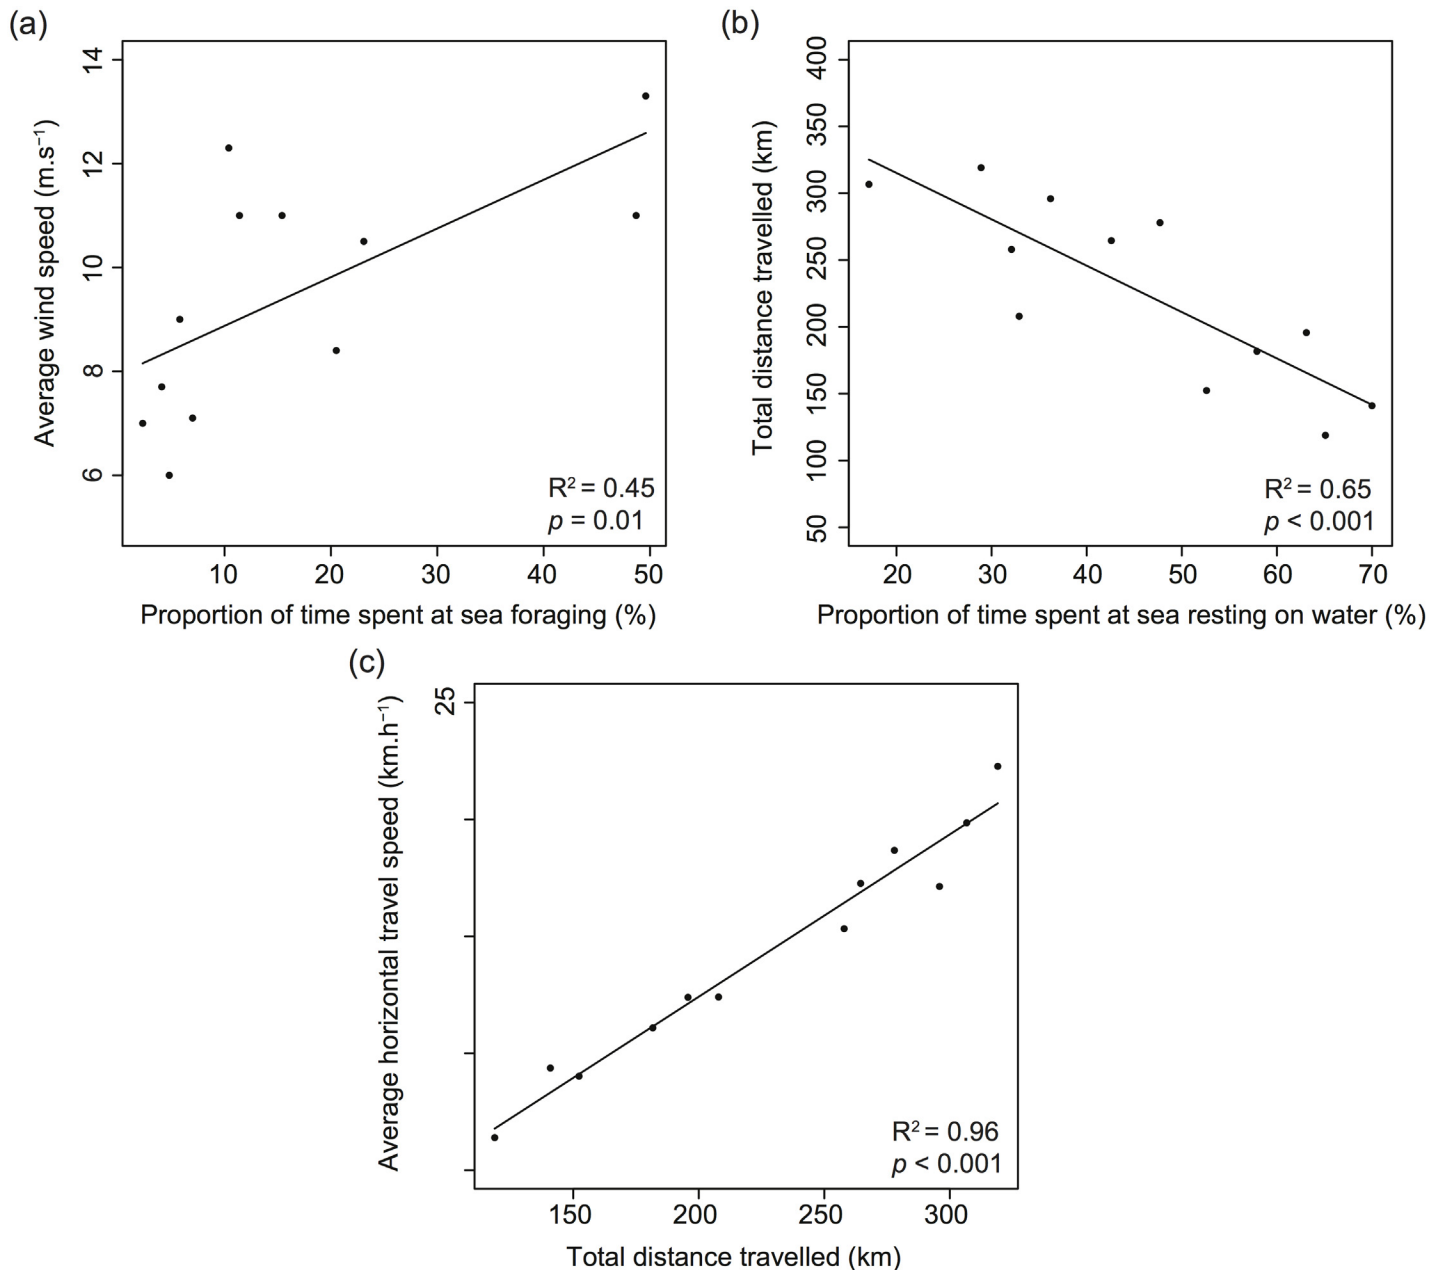 (a)
Average wind speed (m.s⁻¹)
14
12
10
8
6
R² = 0.45
p = 0.01
10 20 30 40 50
Proportion of time spent at sea foraging (%)
(b)
Total distance travelled (km)
400
350
300
250
200
150
100
50
R² = 0.65
p < 0.001
20 30 40 50 60 70
Proportion of time spent at sea resting on water (%)
(c)
Average horizontal travel speed (km.h⁻¹)
25
R² = 0.96
p < 0.001
150 200 250 300
Total distance travelled (km)